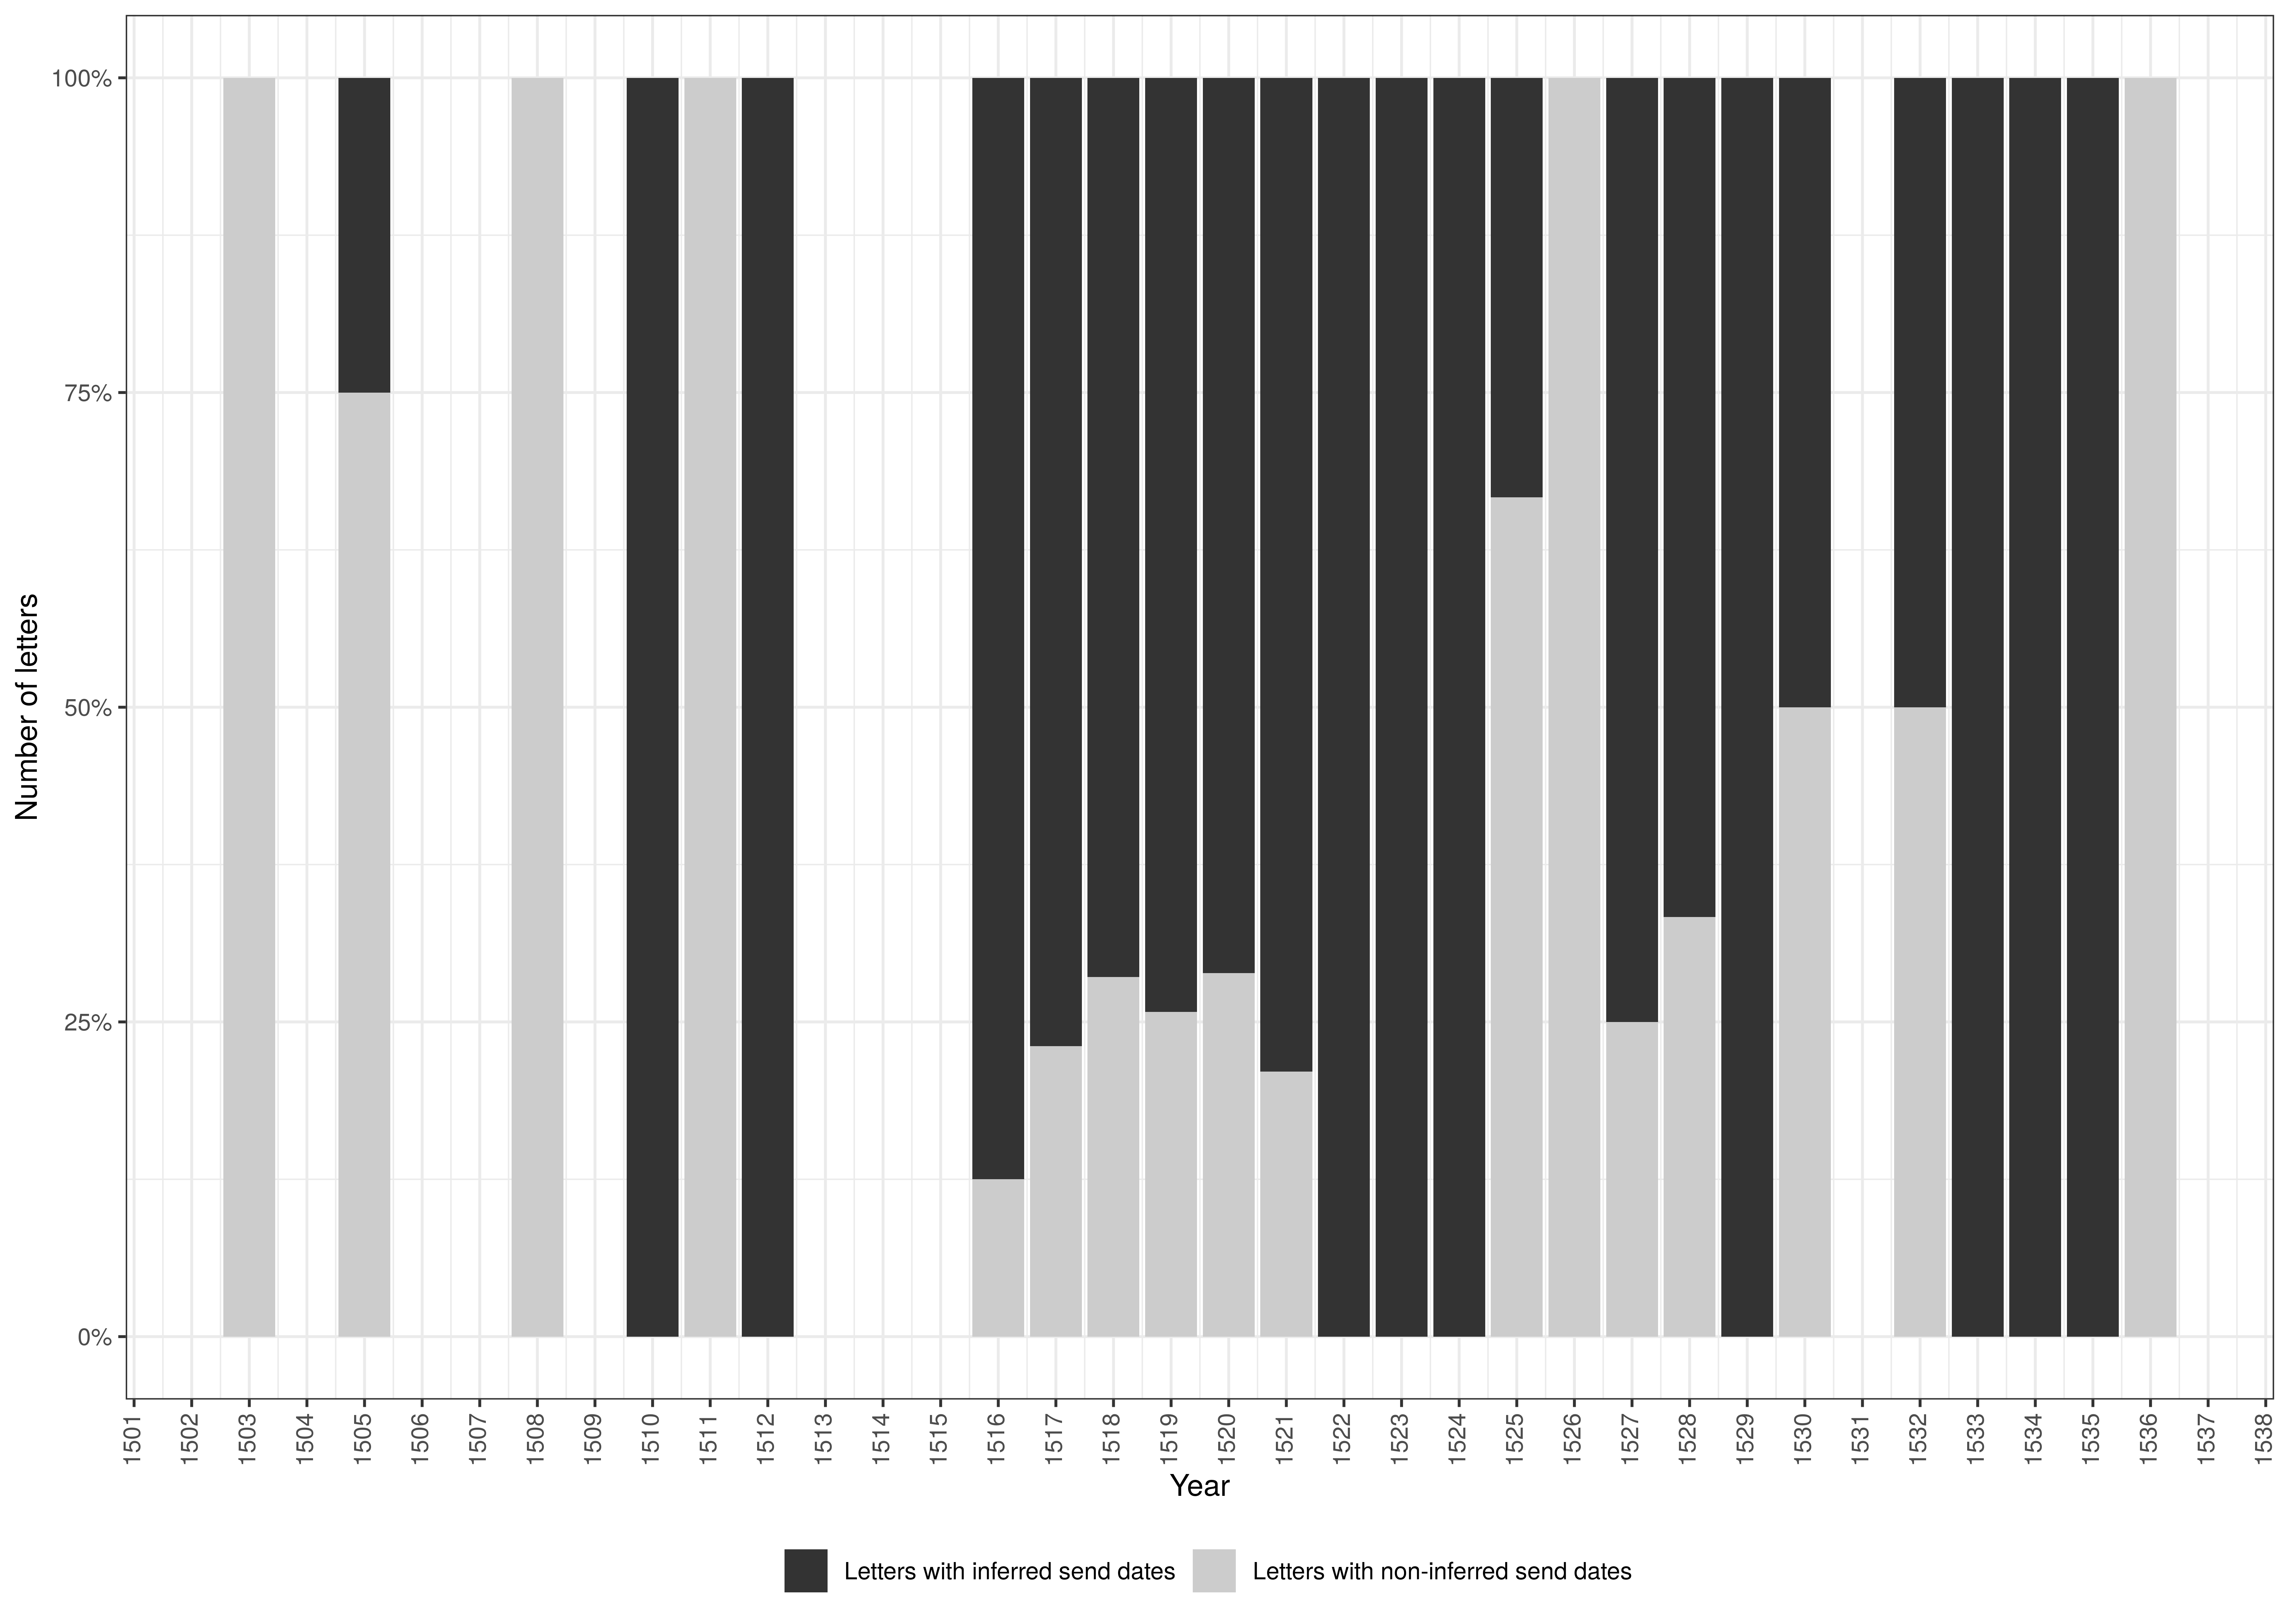 Number of letters
100%
75%
50%
25%
0%
1501 1502 1503 1504 1505 1506 1507 1508 1509 1510 1511 1512 1513 1514 1515 1516 1517 1518 1519 1520 1521 1522 1523 1524 1525 1526 1527 1528 1529 1530 1531 1532 1533 1534 1535 1536 1537 1538
Year
Letters with inferred send dates Letters with non-inferred send dates